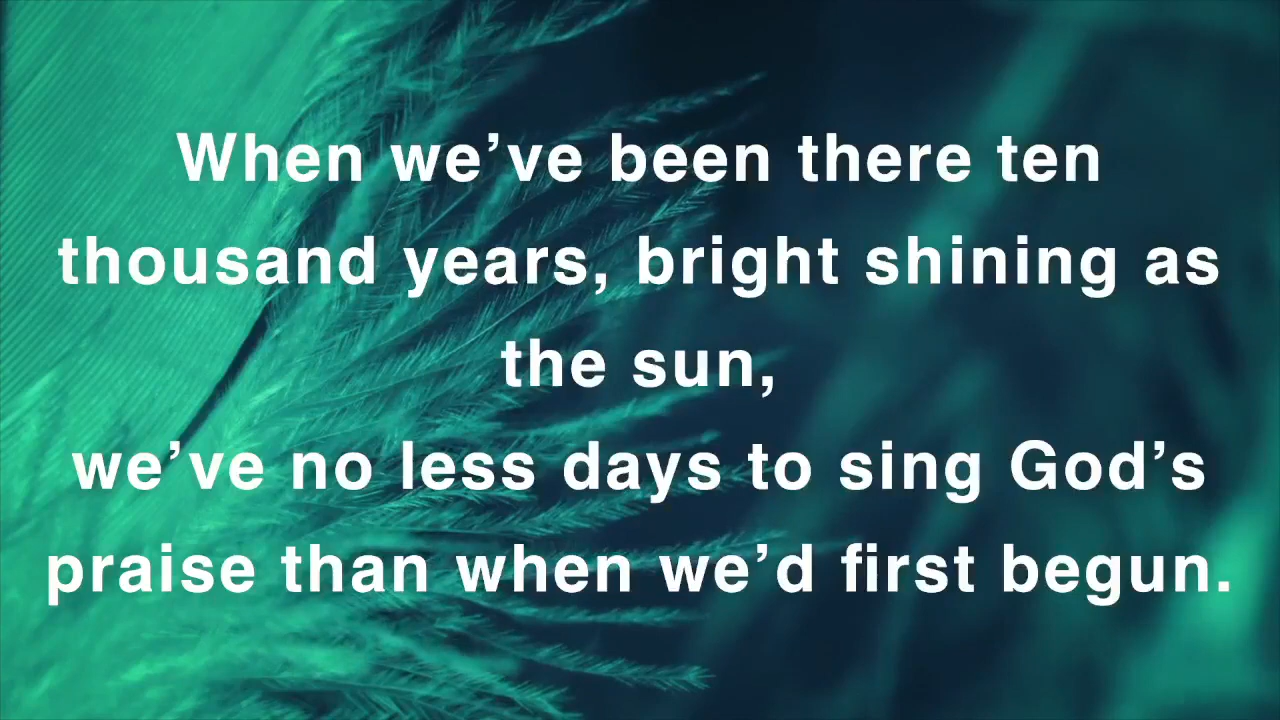 When we’ve been there ten
thousand years, bright shining as
the sun,
we’ve no less days to sing God’s
praise than when we’d first begun.